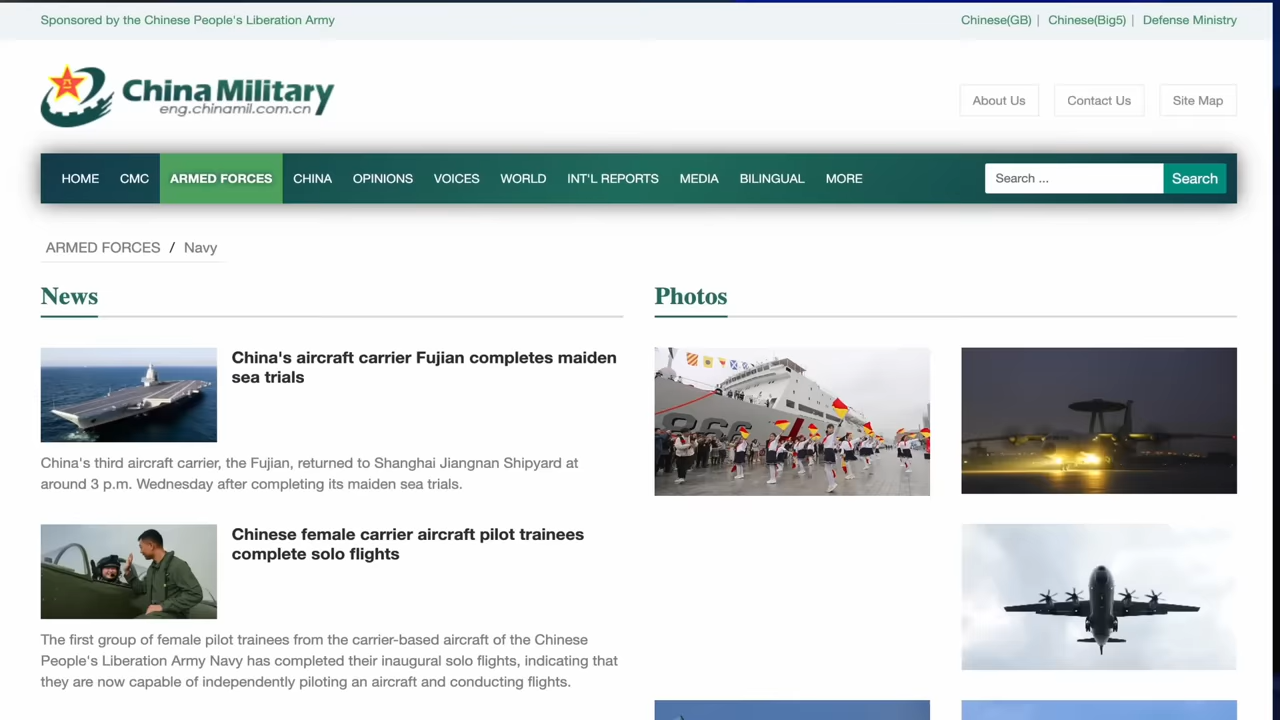 Sponsored by the Chinese People's Liberation Army
Chinese(GB) | Chinese(Big5) | Defense Ministry
China Military
eng.chinamil.com.cn
About Us
Contact Us
Site Map
HOME CMC ARMED FORCES CHINA OPINIONS VOICES WORLD INT'L REPORTS MEDIA BILINGUAL MORE
Search ... Search
ARMED FORCES / Navy
News
China's aircraft carrier Fujian completes maiden
sea trials
China's third aircraft carrier, the Fujian, returned to Shanghai Jiangnan Shipyard at
around 3 p.m. Wednesday after completing its maiden sea trials.
Chinese female carrier aircraft pilot trainees
complete solo flights
The first group of female pilot trainees from the carrier-based aircraft of the Chinese
People's Liberation Army Navy has completed their inaugural solo flights, indicating that
they are now capable of independently piloting an aircraft and conducting flights.
Photos
866